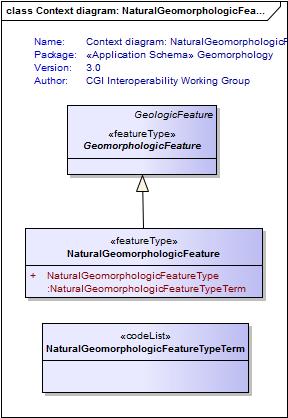 class Context diagram: NaturalGeomorphologicFea...
Name: Context diagram: NaturalGeomorphologicF
Package: «Application Schema» Geomorphology
Version: 3.0
Author: CGI Interoperability Working Group
GeologicFeature
«featureType»
GeomorphologicFeature
«featureType»
NaturalGeomorphologicFeature
+ NaturalGeomorphologicFeatureType
:NaturalGeomorphologicFeatureTypeTerm
«codeList»
NaturalGeomorphologicFeatureTypeTerm